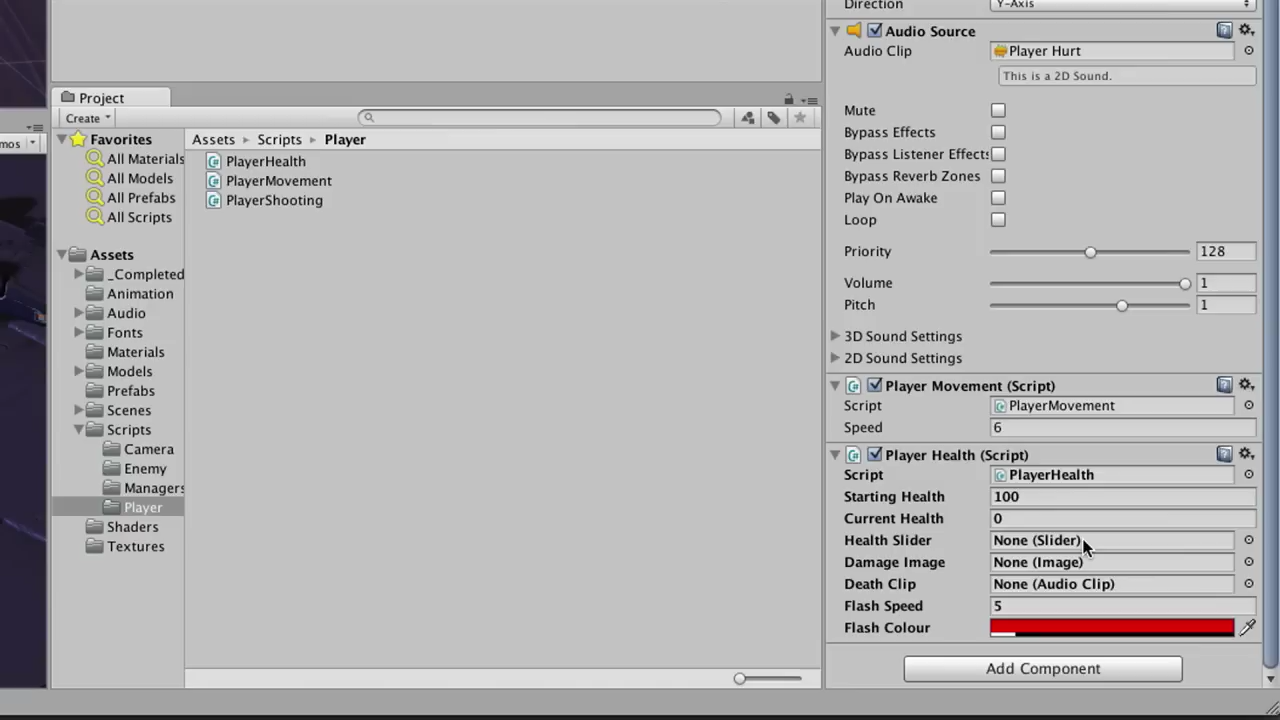 Direction Y-Axis
Audio Source
Audio Clip Player Hurt
This is a 2D Sound.
Project
Create
mos
Favorites
All Materials
All Models
All Prefabs
All Scripts
Assets
_Completed
Animation
Audio
Fonts
Materials
Models
Prefabs
Scenes
Scripts
Camera
Enemy
Managers
Player
Shaders
Textures
Assets Scripts Player
PlayerHealth
PlayerMovement
PlayerShooting
Mute
Bypass Effects
Bypass Listener Effects
Bypass Reverb Zones
Play On Awake
Loop
Priority 128
Volume 1
Pitch 1
3D Sound Settings
2D Sound Settings
Player Movement (Script)
Script PlayerMovement
Speed 6
Player Health (Script)
Script PlayerHealth
Starting Health 100
Current Health 0
Health Slider None (Slider)
Damage Image None (Image)
Death Clip None (Audio Clip)
Flash Speed 5
Flash Colour
Add Component